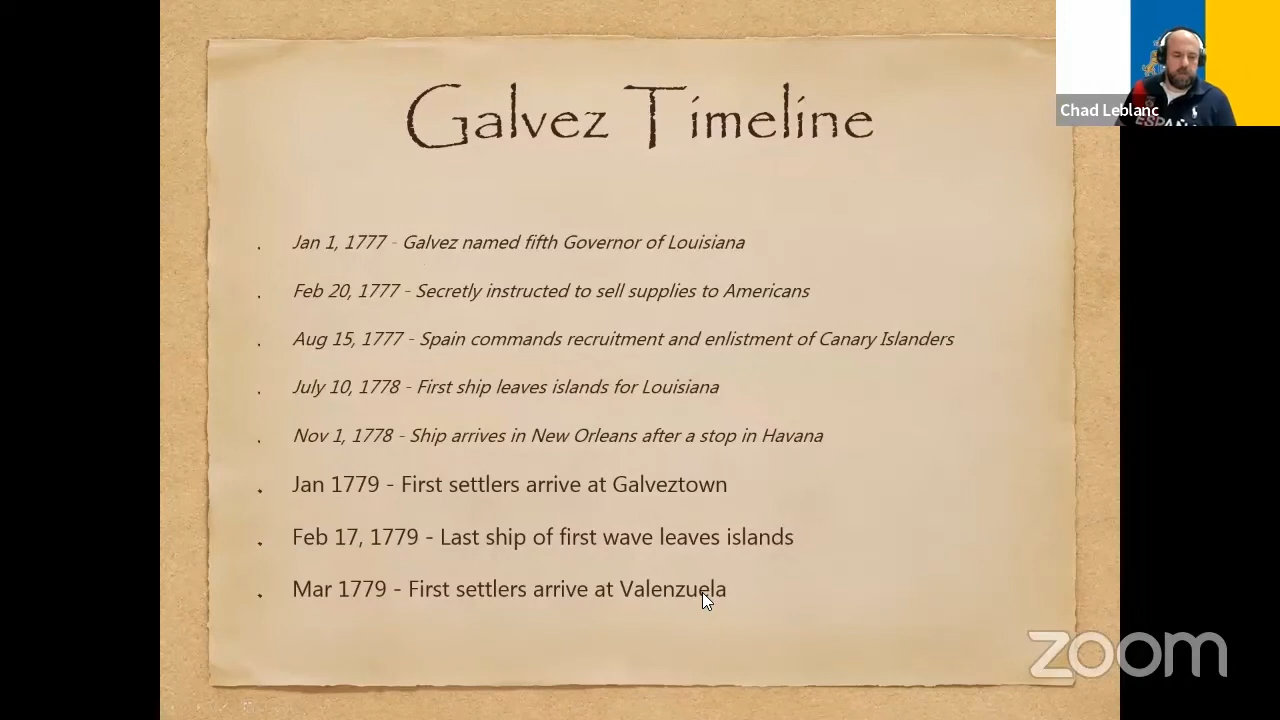 Galvez Timeline
Chad Leblanc
ESPAÑA
. Jan 1, 1777 - Galvez named fifth Governor of Louisiana
. Feb 20, 1777 - Secretly instructed to sell supplies to Americans
. Aug 15, 1777 - Spain commands recruitment and enlistment of Canary Islanders
. July 10, 1778 - First ship leaves islands for Louisiana
. Nov 1, 1778 - Ship arrives in New Orleans after a stop in Havana
. Jan 1779 - First settlers arrive at Galveztown
. Feb 17, 1779 - Last ship of first wave leaves islands
. Mar 1779 - First settlers arrive at Valenzuela
zoom